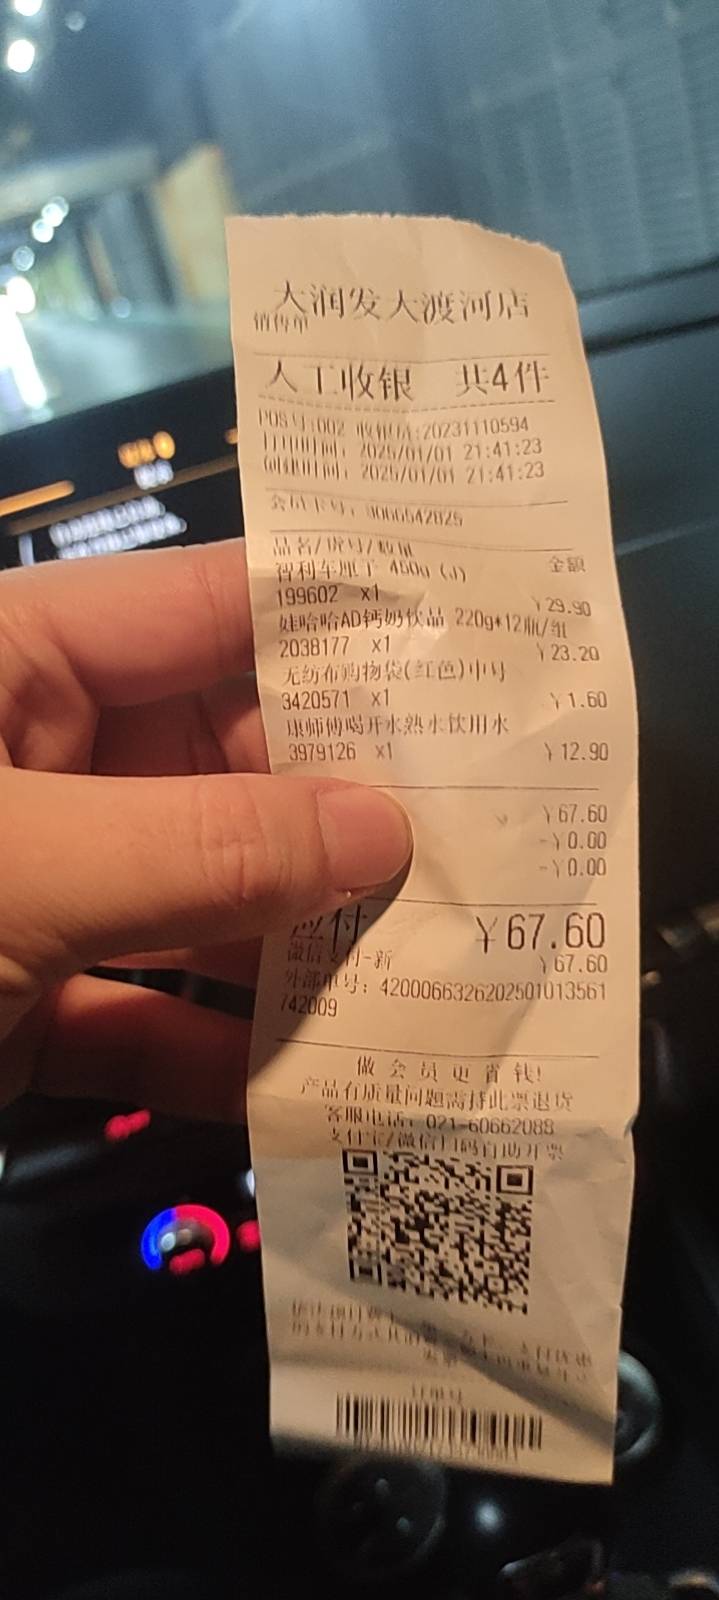 大润发大渡河店
销售单
人工收银 共4件
POS号:002 收银员:20231110594
打印时间: 2025/01/01 21:41:23
创建时间: 2025/01/01 21:41:23
会员卡号: 3066542825
品名/货号/数量 金额
智利车厘子 450g (J)
199602 x1 ￥29.90
娃哈哈AD钙奶饮品 220g*12瓶/组
2038177 x1 ￥23.20
无纺布购物袋(红色)中号
3420571 x1 ￥1.60
康师傅喝开水熟水饮用水
3979126 x1 ￥12.90
￥67.60
-￥0.00
-￥0.00
应付 ￥67.60
微信支付-新 ￥67.60
外部单号: 4200066326202501013561
742009
做会员更省钱!
产品有质量问题需持此票退货
客服电话: 021-60662088
支付宝/微信扫码自助开票
订单号